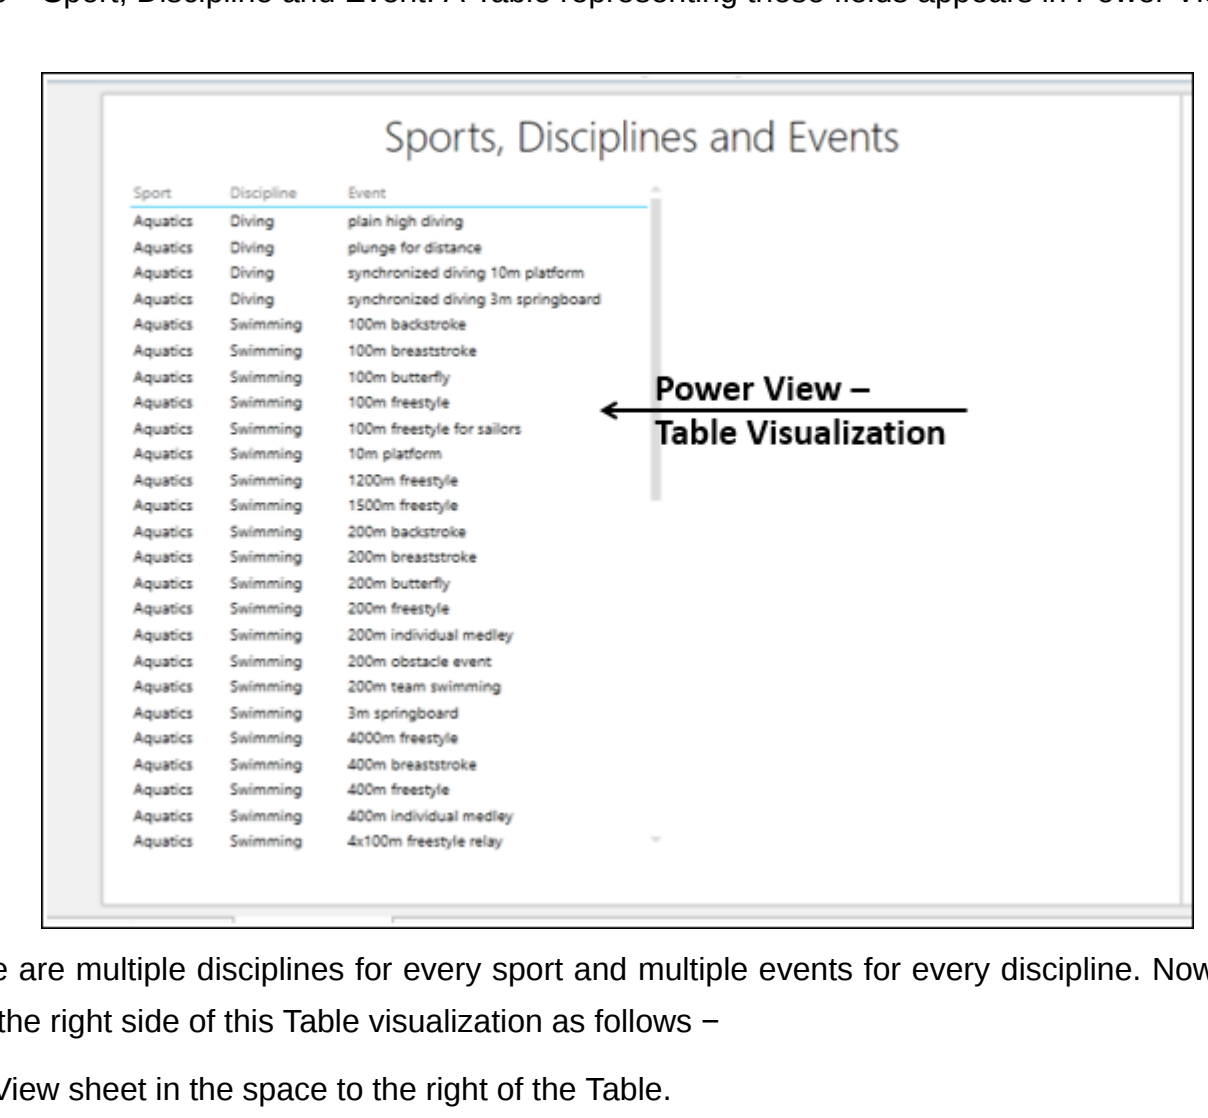 Sport, Discipline and Event. A Table representing these fields appears in Power Vi
Sports, Disciplines and Events
Sport Discipline Event
Aquatics Diving plain high diving
Aquatics Diving plunge for distance
Aquatics Diving synchronized diving 10m platform
Aquatics Diving synchronized diving 3m springboard
Aquatics Swimming 100m backstroke
Aquatics Swimming 100m breaststroke
Aquatics Swimming 100m butterfly
Aquatics Swimming 100m freestyle
Aquatics Swimming 100m freestyle for sailors
Aquatics Swimming 10m platform
Aquatics Swimming 1200m freestyle
Aquatics Swimming 1500m freestyle
Aquatics Swimming 200m backstroke
Aquatics Swimming 200m breaststroke
Aquatics Swimming 200m butterfly
Aquatics Swimming 200m freestyle
Aquatics Swimming 200m individual medley
Aquatics Swimming 200m obstacle event
Aquatics Swimming 200m team swimming
Aquatics Swimming 3m springboard
Aquatics Swimming 4000m freestyle
Aquatics Swimming 400m breaststroke
Aquatics Swimming 400m freestyle
Aquatics Swimming 400m individual medley
Aquatics Swimming 4x100m freestyle relay
Power View –
Table Visualization
e are multiple disciplines for every sport and multiple events for every discipline. Now
the right side of this Table visualization as follows −
View sheet in the space to the right of the Table.